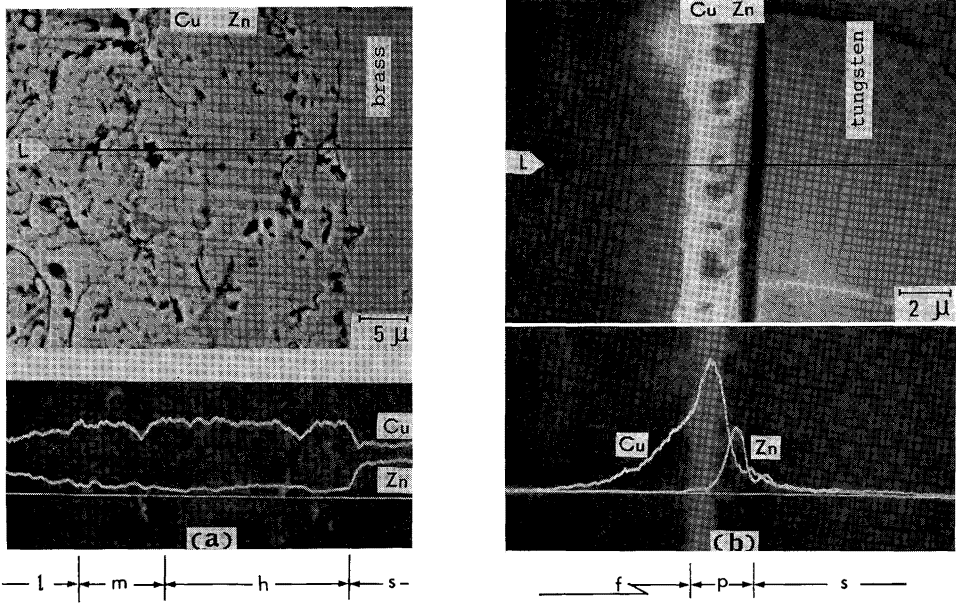 Cu Zn
brass
L
5 μ
Cu
Zn
(a)
l m h s
Cu Zn
tungsten
L
2 μ
Cu
Zn
(b)
f p s